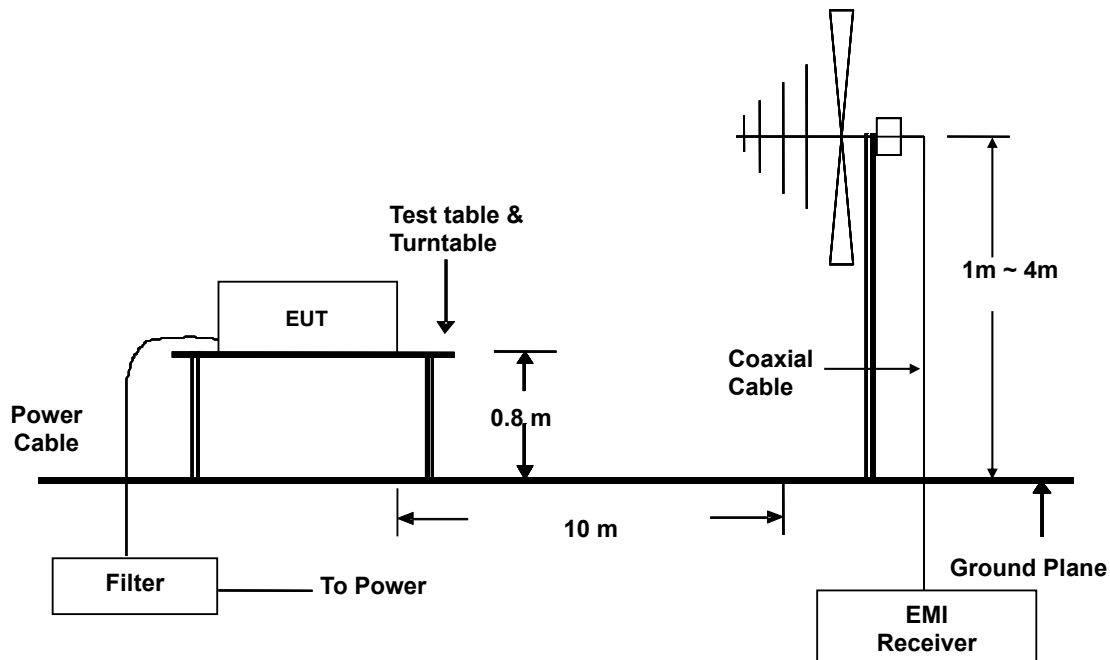 Test table &
Turntable
1m ~ 4m
EUT
Coaxial
Cable
0.8 m
Power
Cable
10 m
Ground Plane
Filter
To Power
EMI
Receiver